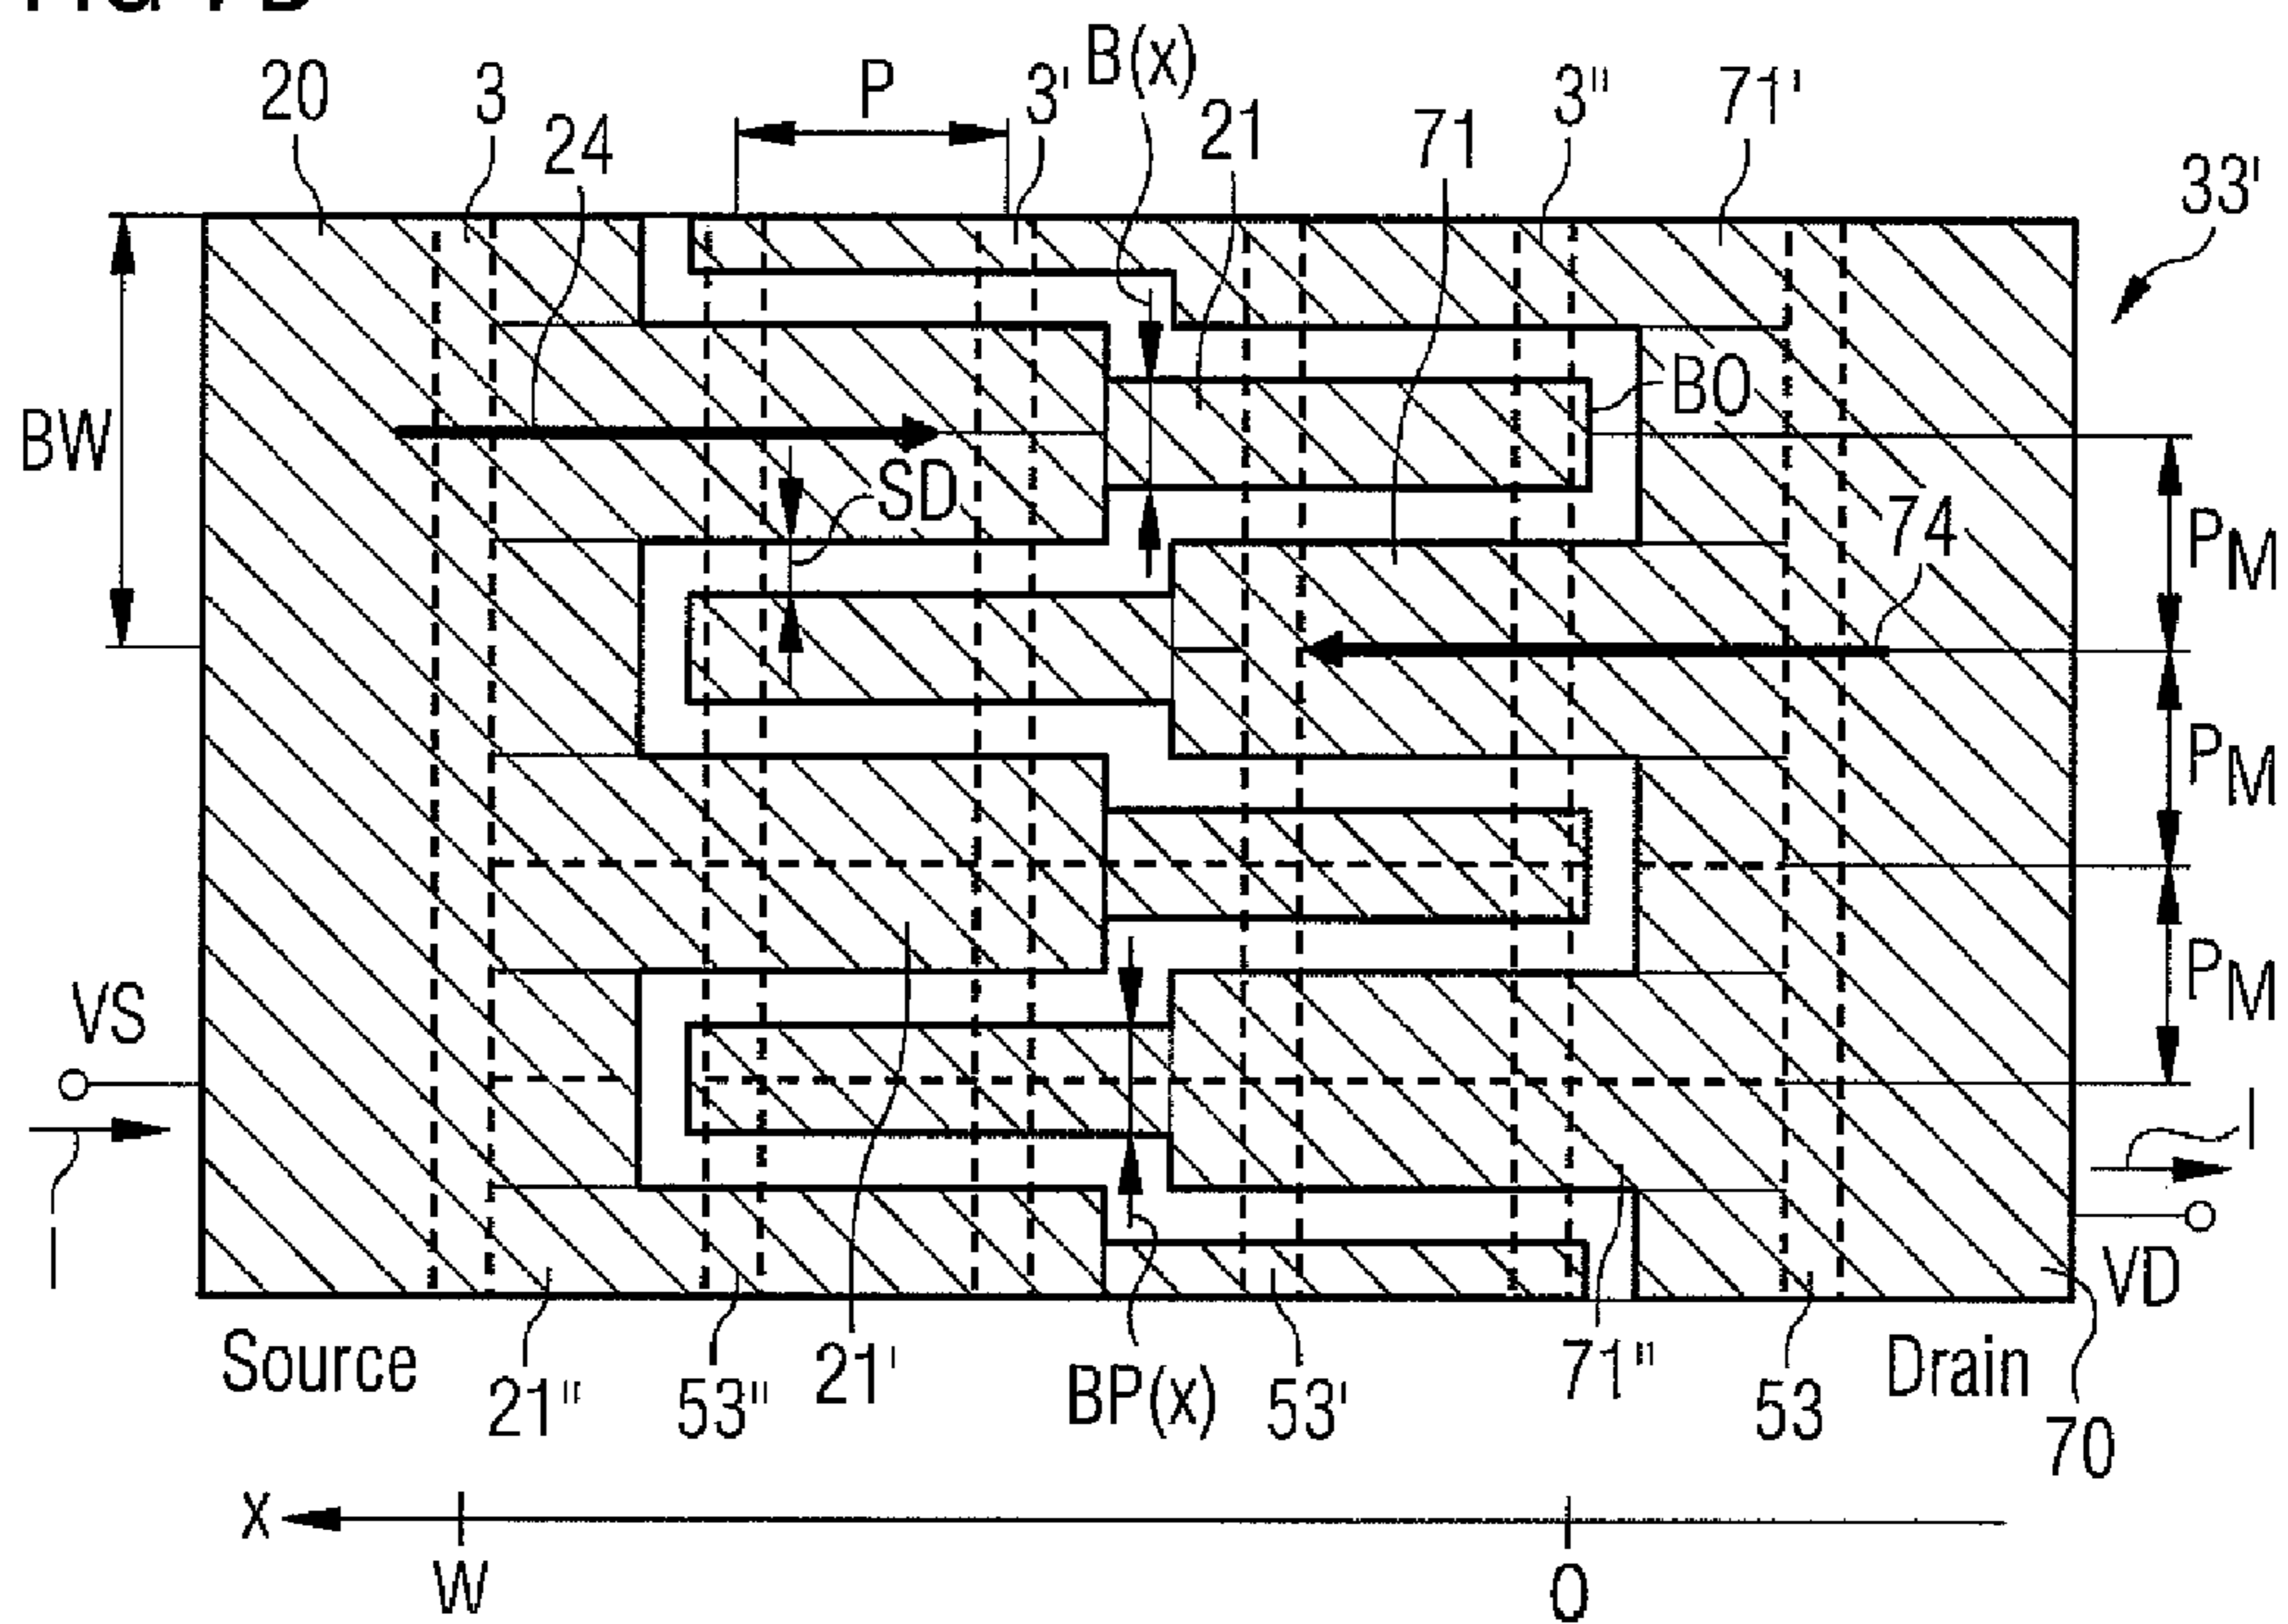 B(x)
20 3 P 3' 3" 71'
24 21 71
33'
BO
BW
SD
PM
74
PM
PM
VS
I
I
VD
Source 21" 53" 21' BP(x) 53' 71" 53 Drain
70
x
W 0